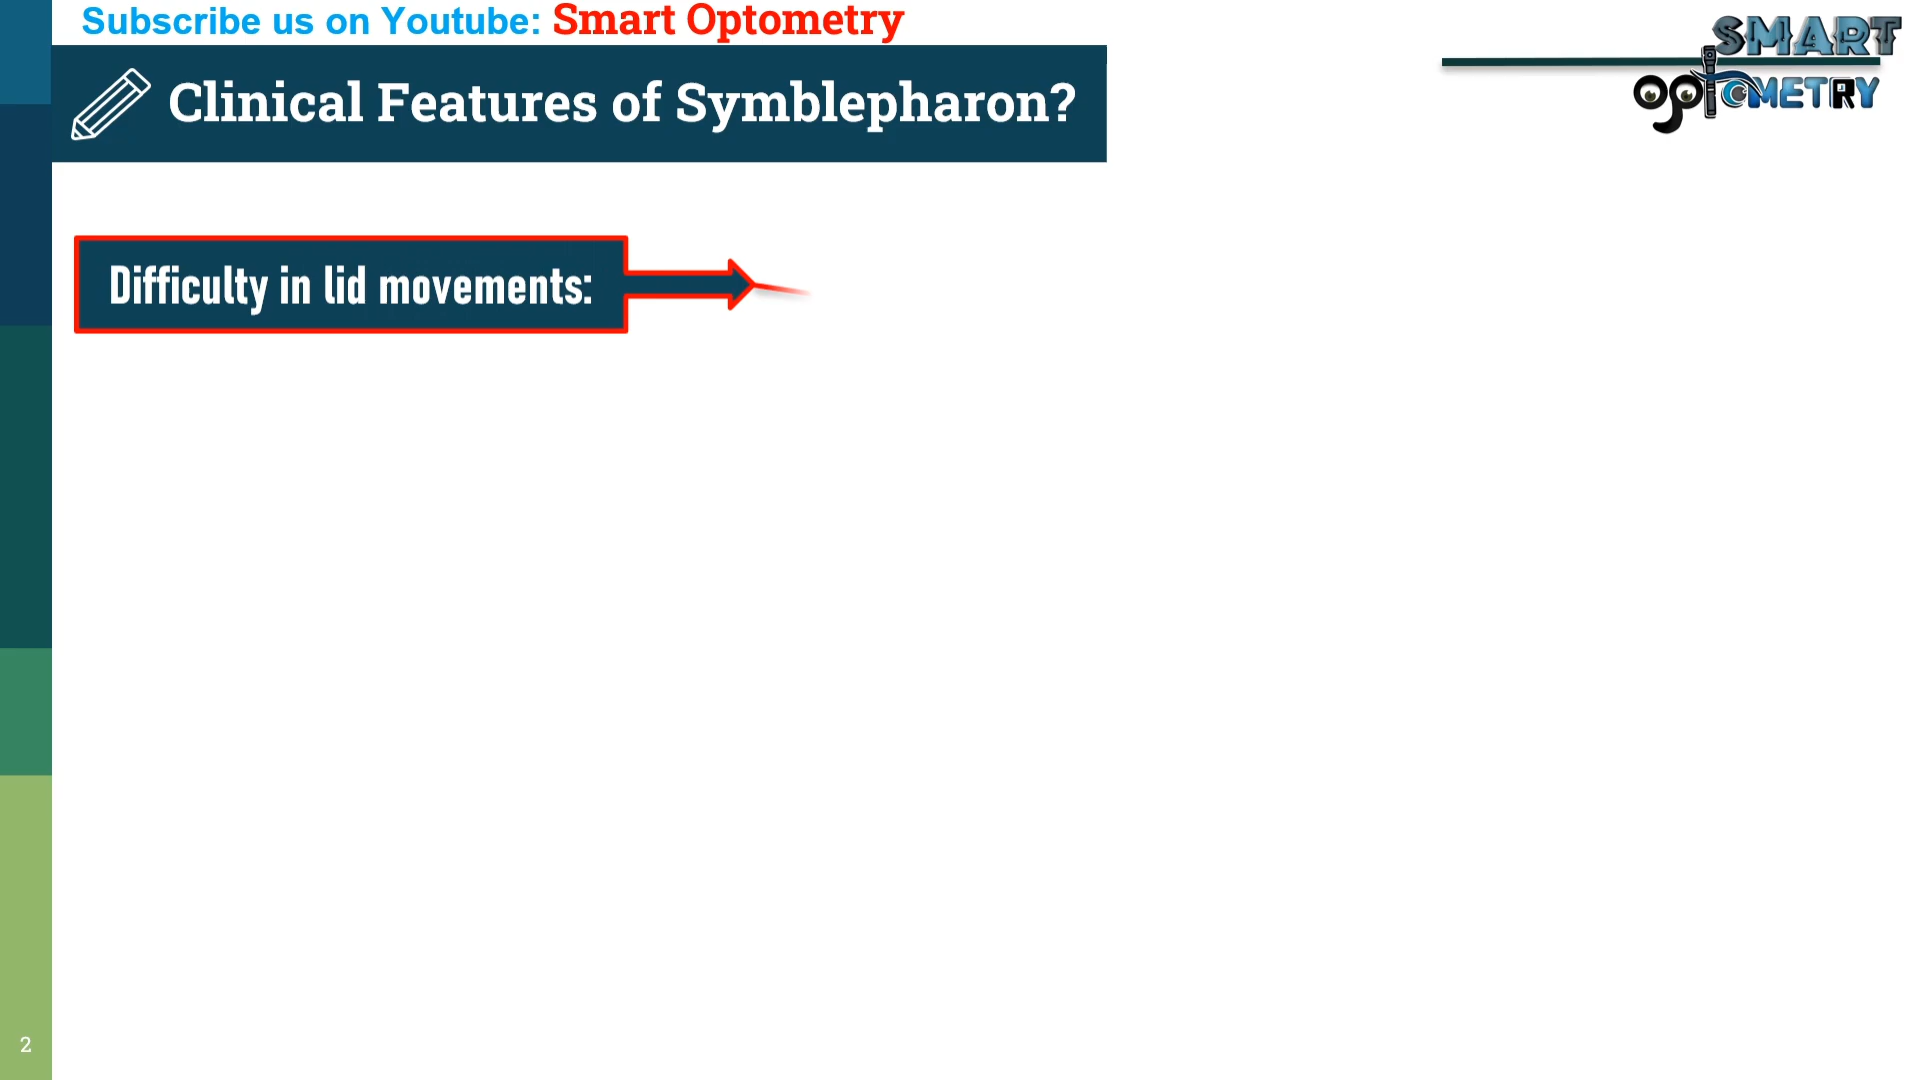 Subscribe us on Youtube: Smart Optometry
SMART
OPTOMETRY
Clinical Features of Symblepharon?
Difficulty in lid movements:
2